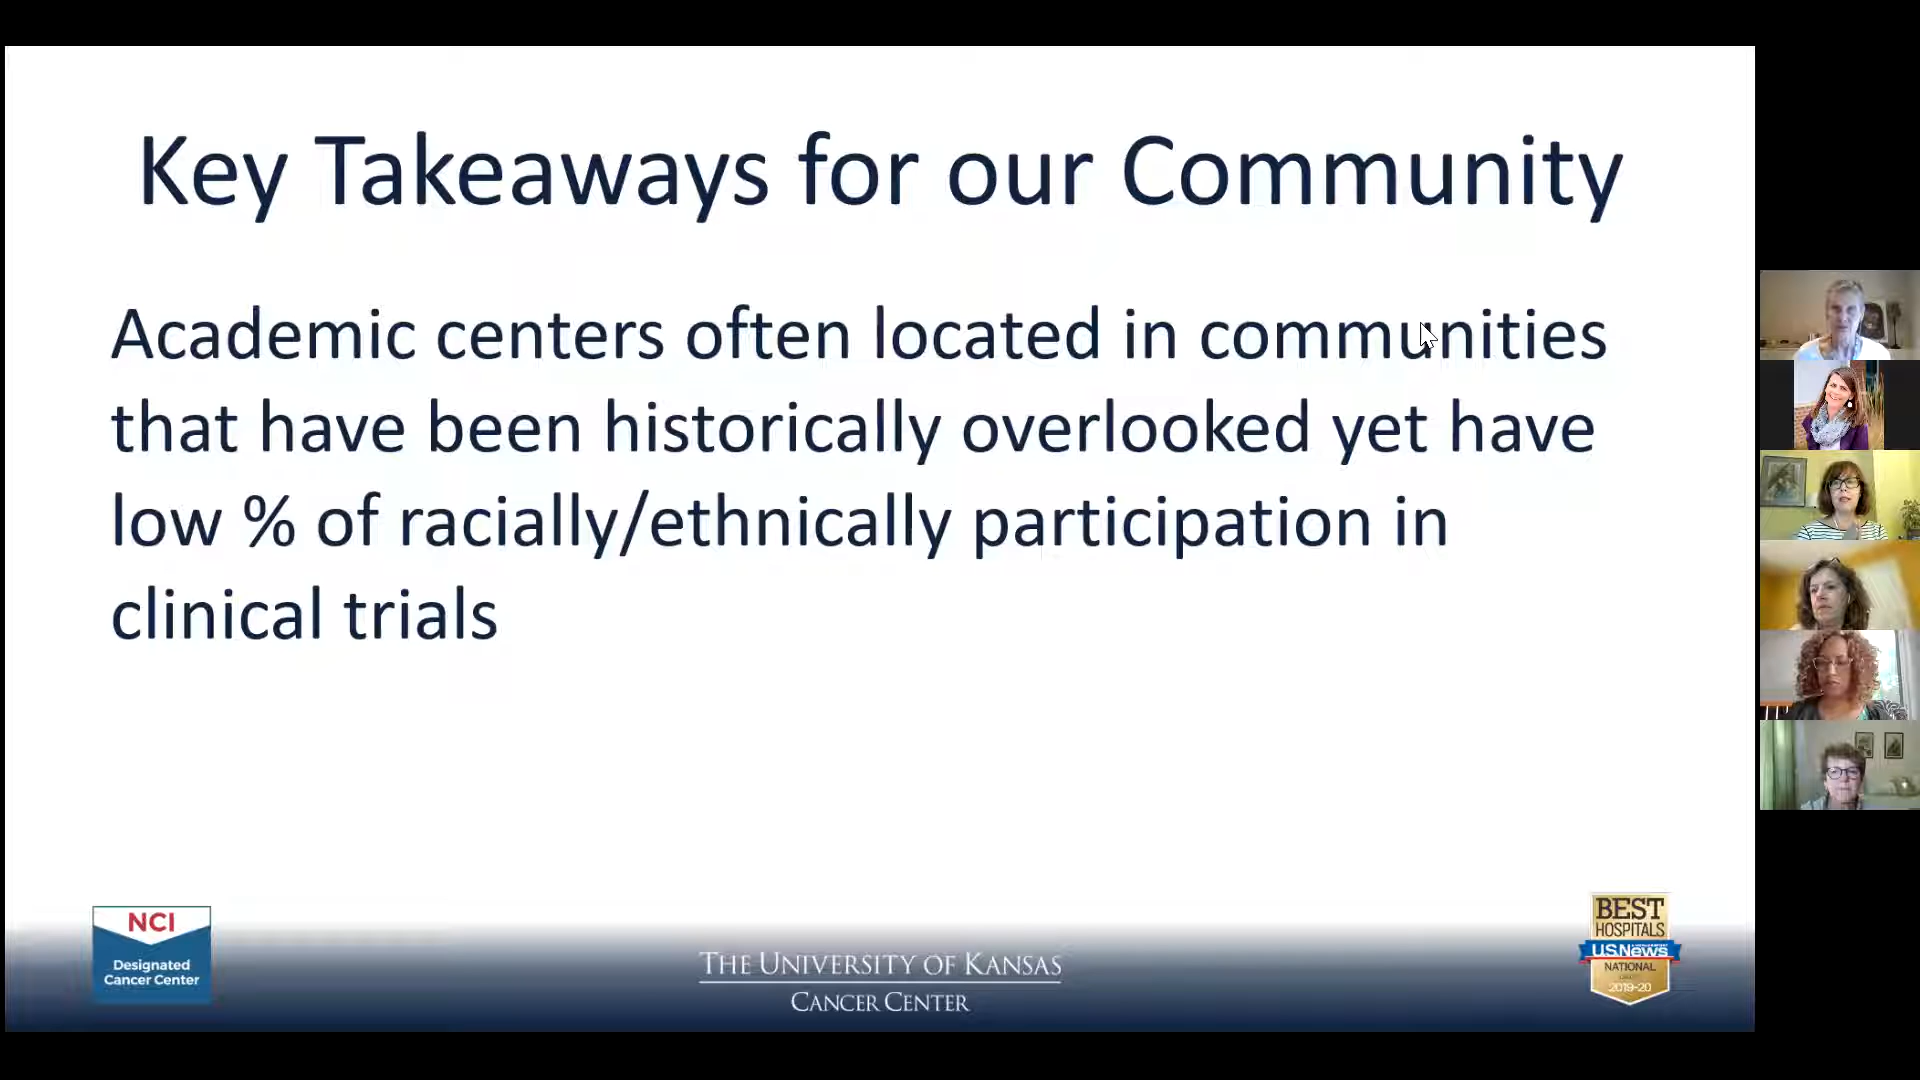 Key Takeaways for our Community
Academic centers often located in communities
that have been historically overlooked yet have
low % of racially/ethnically participation in
clinical trials
NCI
Designated
Cancer Center
THE UNIVERSITY OF KANSAS
CANCER CENTER
BEST
HOSPITALS
U.S.News
NATIONAL
2019-20